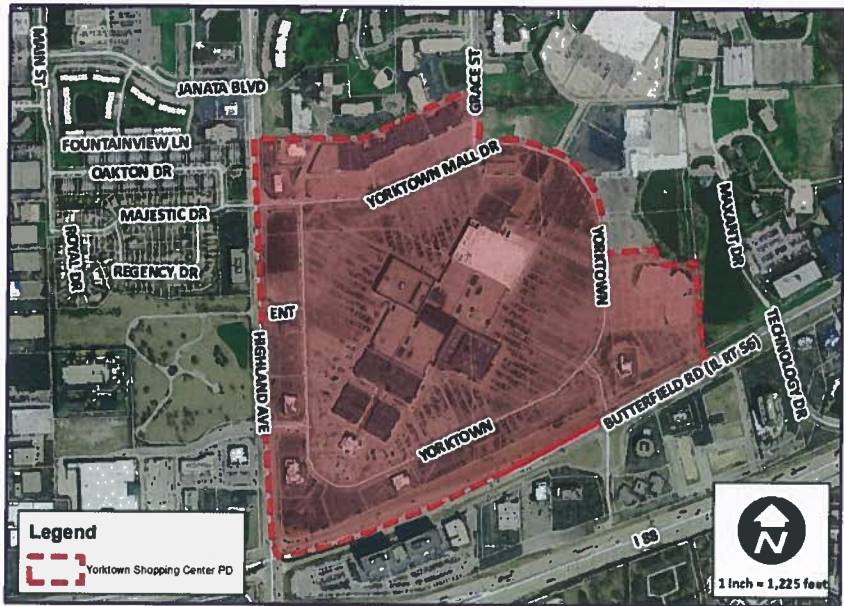 MAIN ST
JANATA BLVD
GRACE ST
FOUNTAINVIEW LN
OAKTON DR
YORKTOWN MALL DR
MAJESTIC DR
ROYAL DR
REGENCY DR
YORKTOWN
MAXANT DR
ENT
HIGHLAND AVE
TECHNOLOGY DR
BUTTERFIELD RD (IL RT 56)
YORKTOWN
I 88
Legend
Yorktown Shopping Center PD
N
1 inch = 1,225 feet